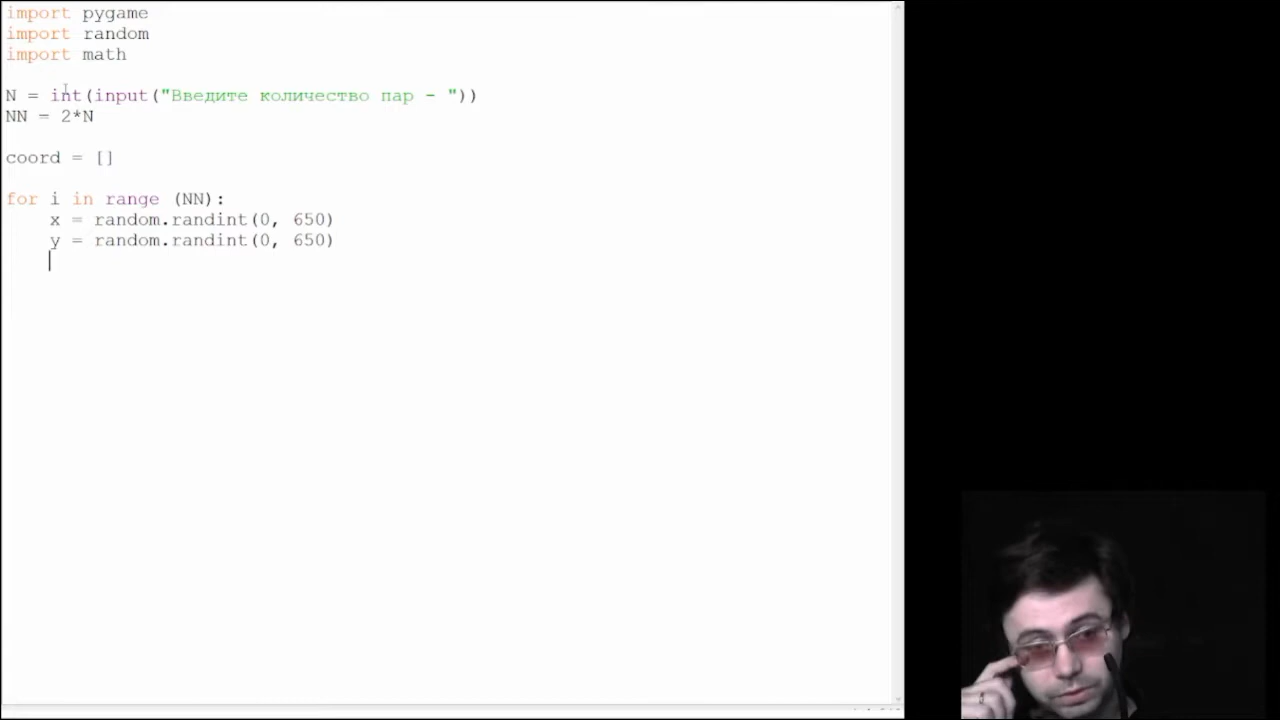 import pygame
import random
import math
N = int(input("Введите количество пар - "))
NN = 2*N
coord = []
for i in range (NN):
    x = random.randint(0, 650)
    y = random.randint(0, 650)